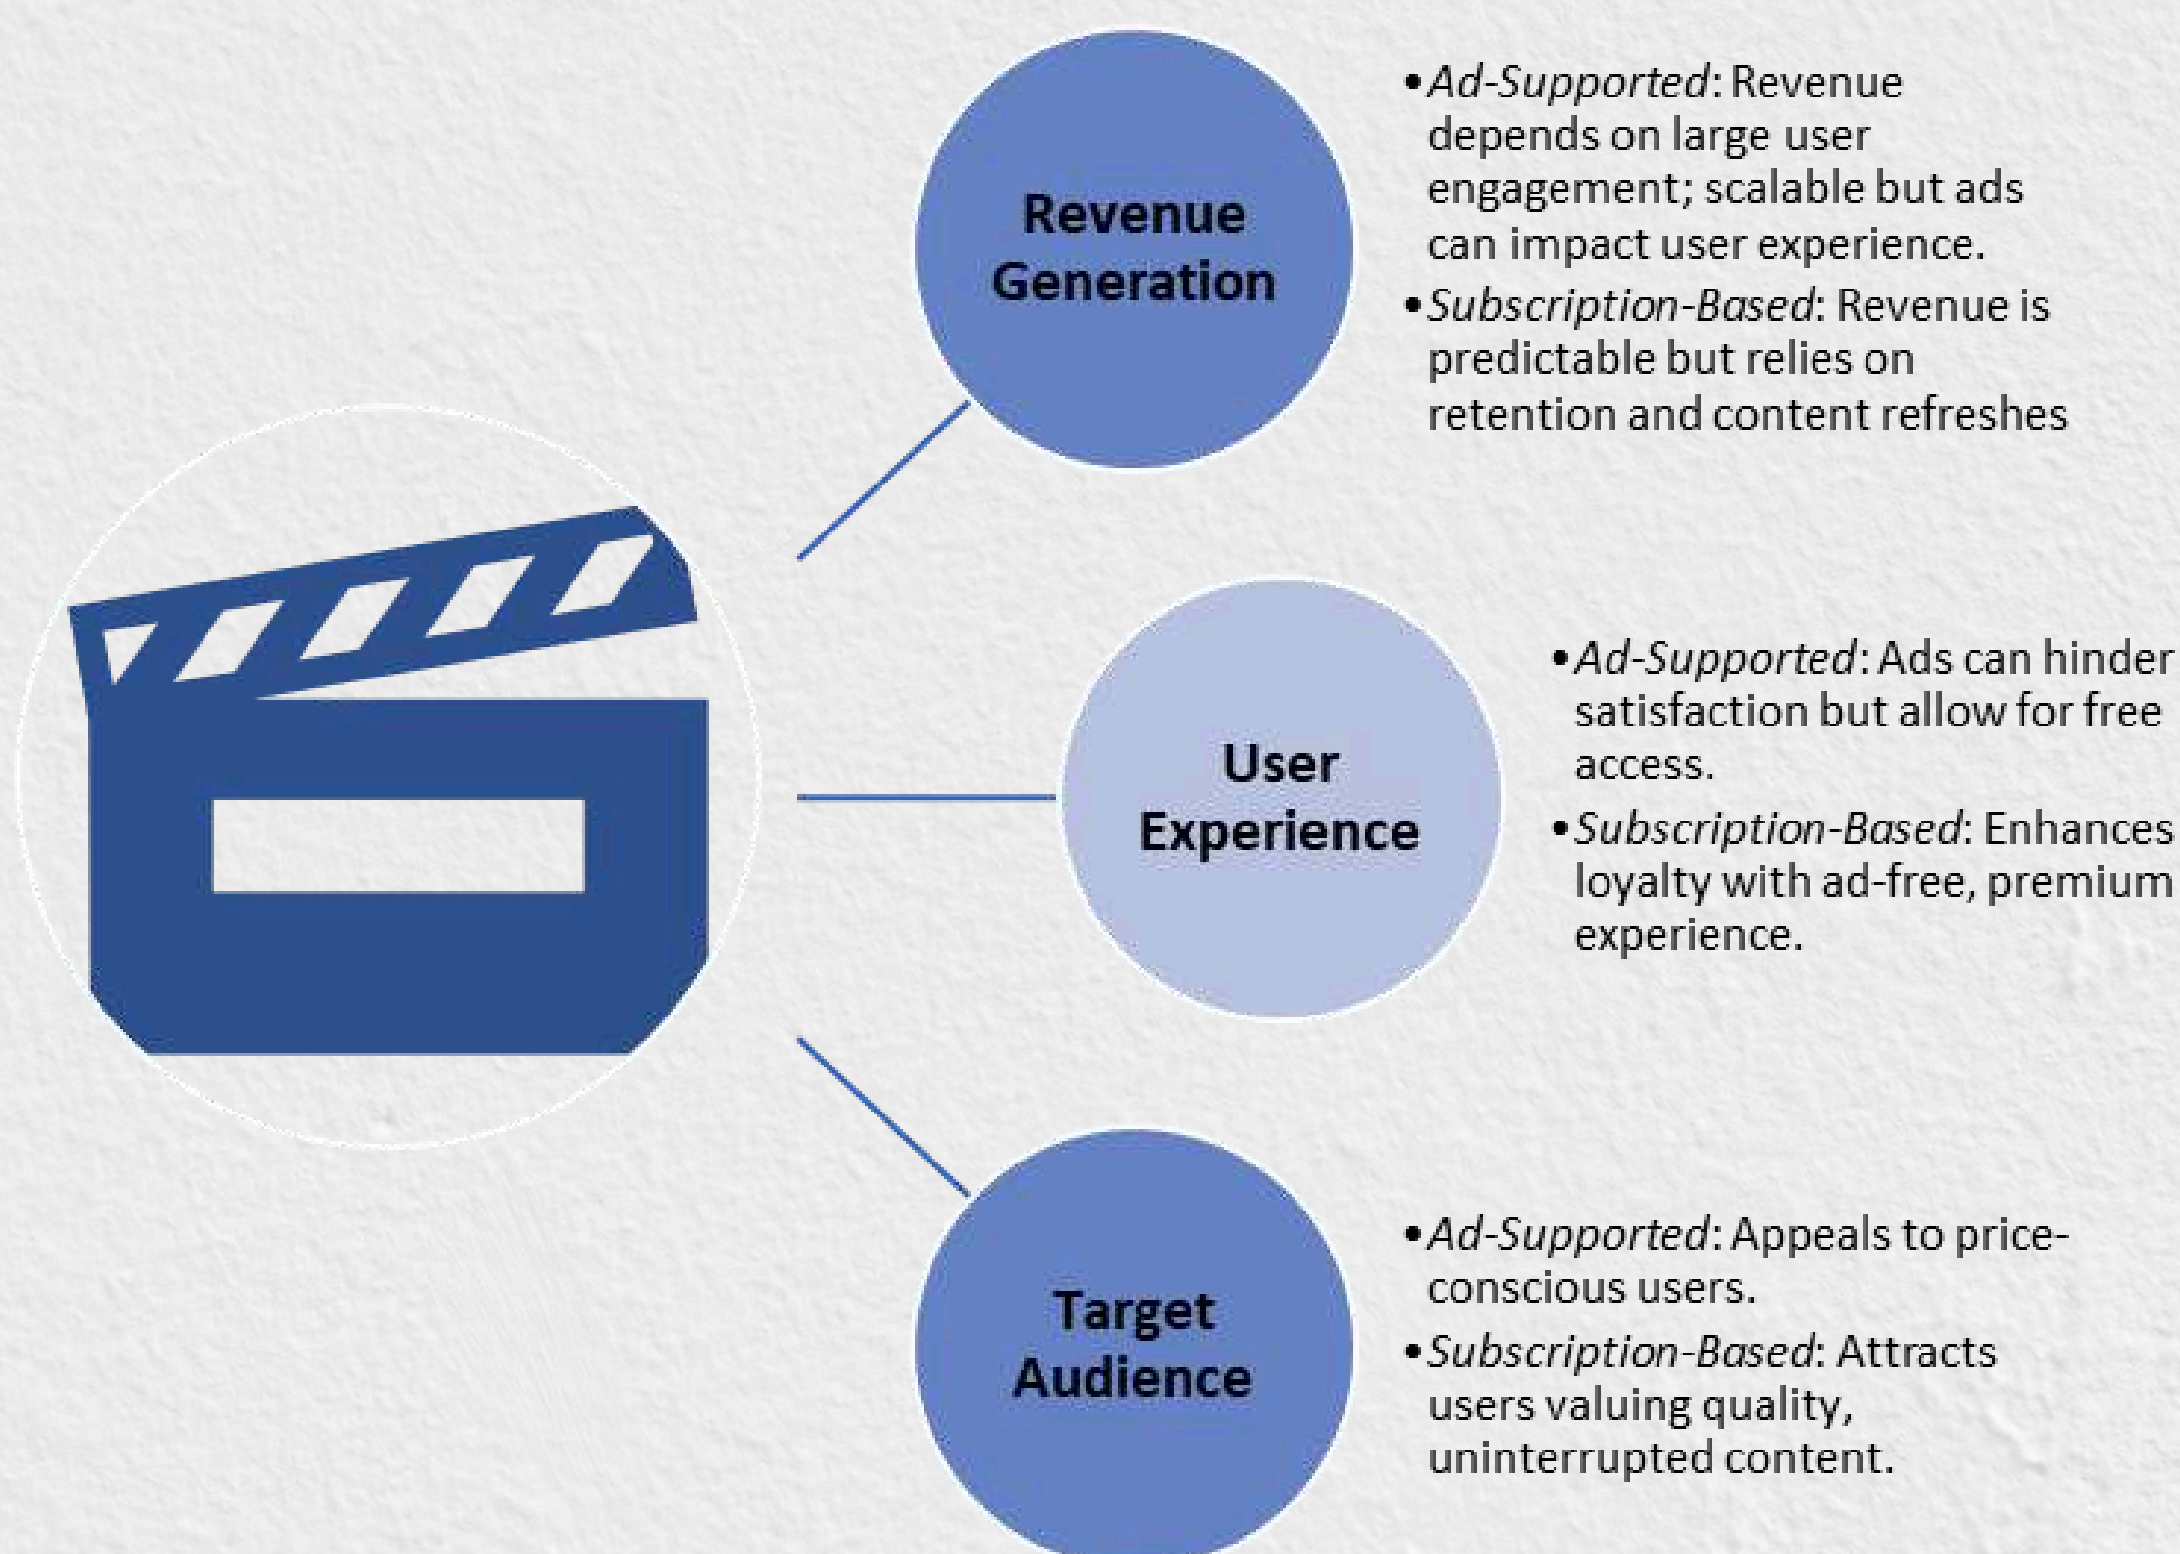 Revenue
Generation
•Ad-Supported: Revenue
depends on large user
engagement; scalable but ads
can impact user experience.
•Subscription-Based: Revenue is
predictable but relies on
retention and content refreshes
User
Experience
•Ad-Supported: Ads can hinder
satisfaction but allow for free
access.
•Subscription-Based: Enhances
loyalty with ad-free, premium
experience.
Target
Audience
•Ad-Supported: Appeals to price-
conscious users.
•Subscription-Based: Attracts
users valuing quality,
uninterrupted content.